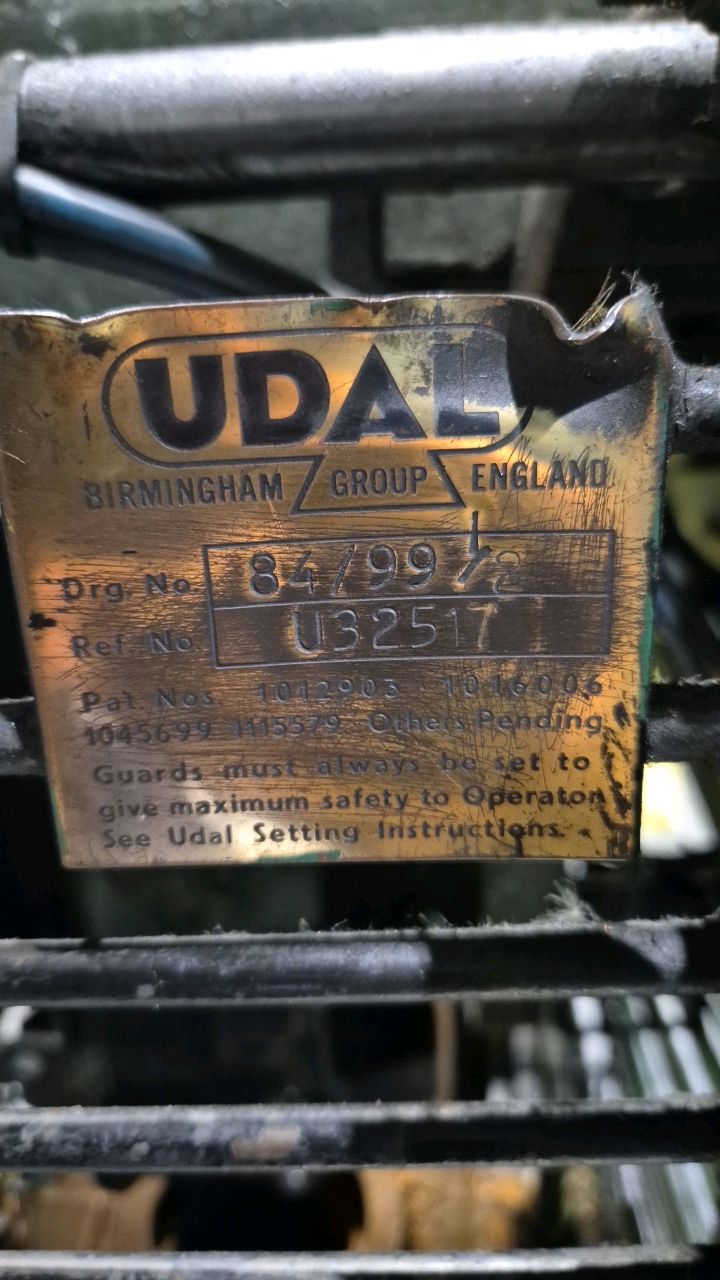 UDAL
BIRMINGHAM GROUP ENGLAND
Drg. No. 84/99 1/2
Ref. No. U32517
Pat Nos 1012903 1016006
1045699 1115579 Others Pending
Guards must always be set to
give maximum safety to Operator
See Udal Setting Instructions.